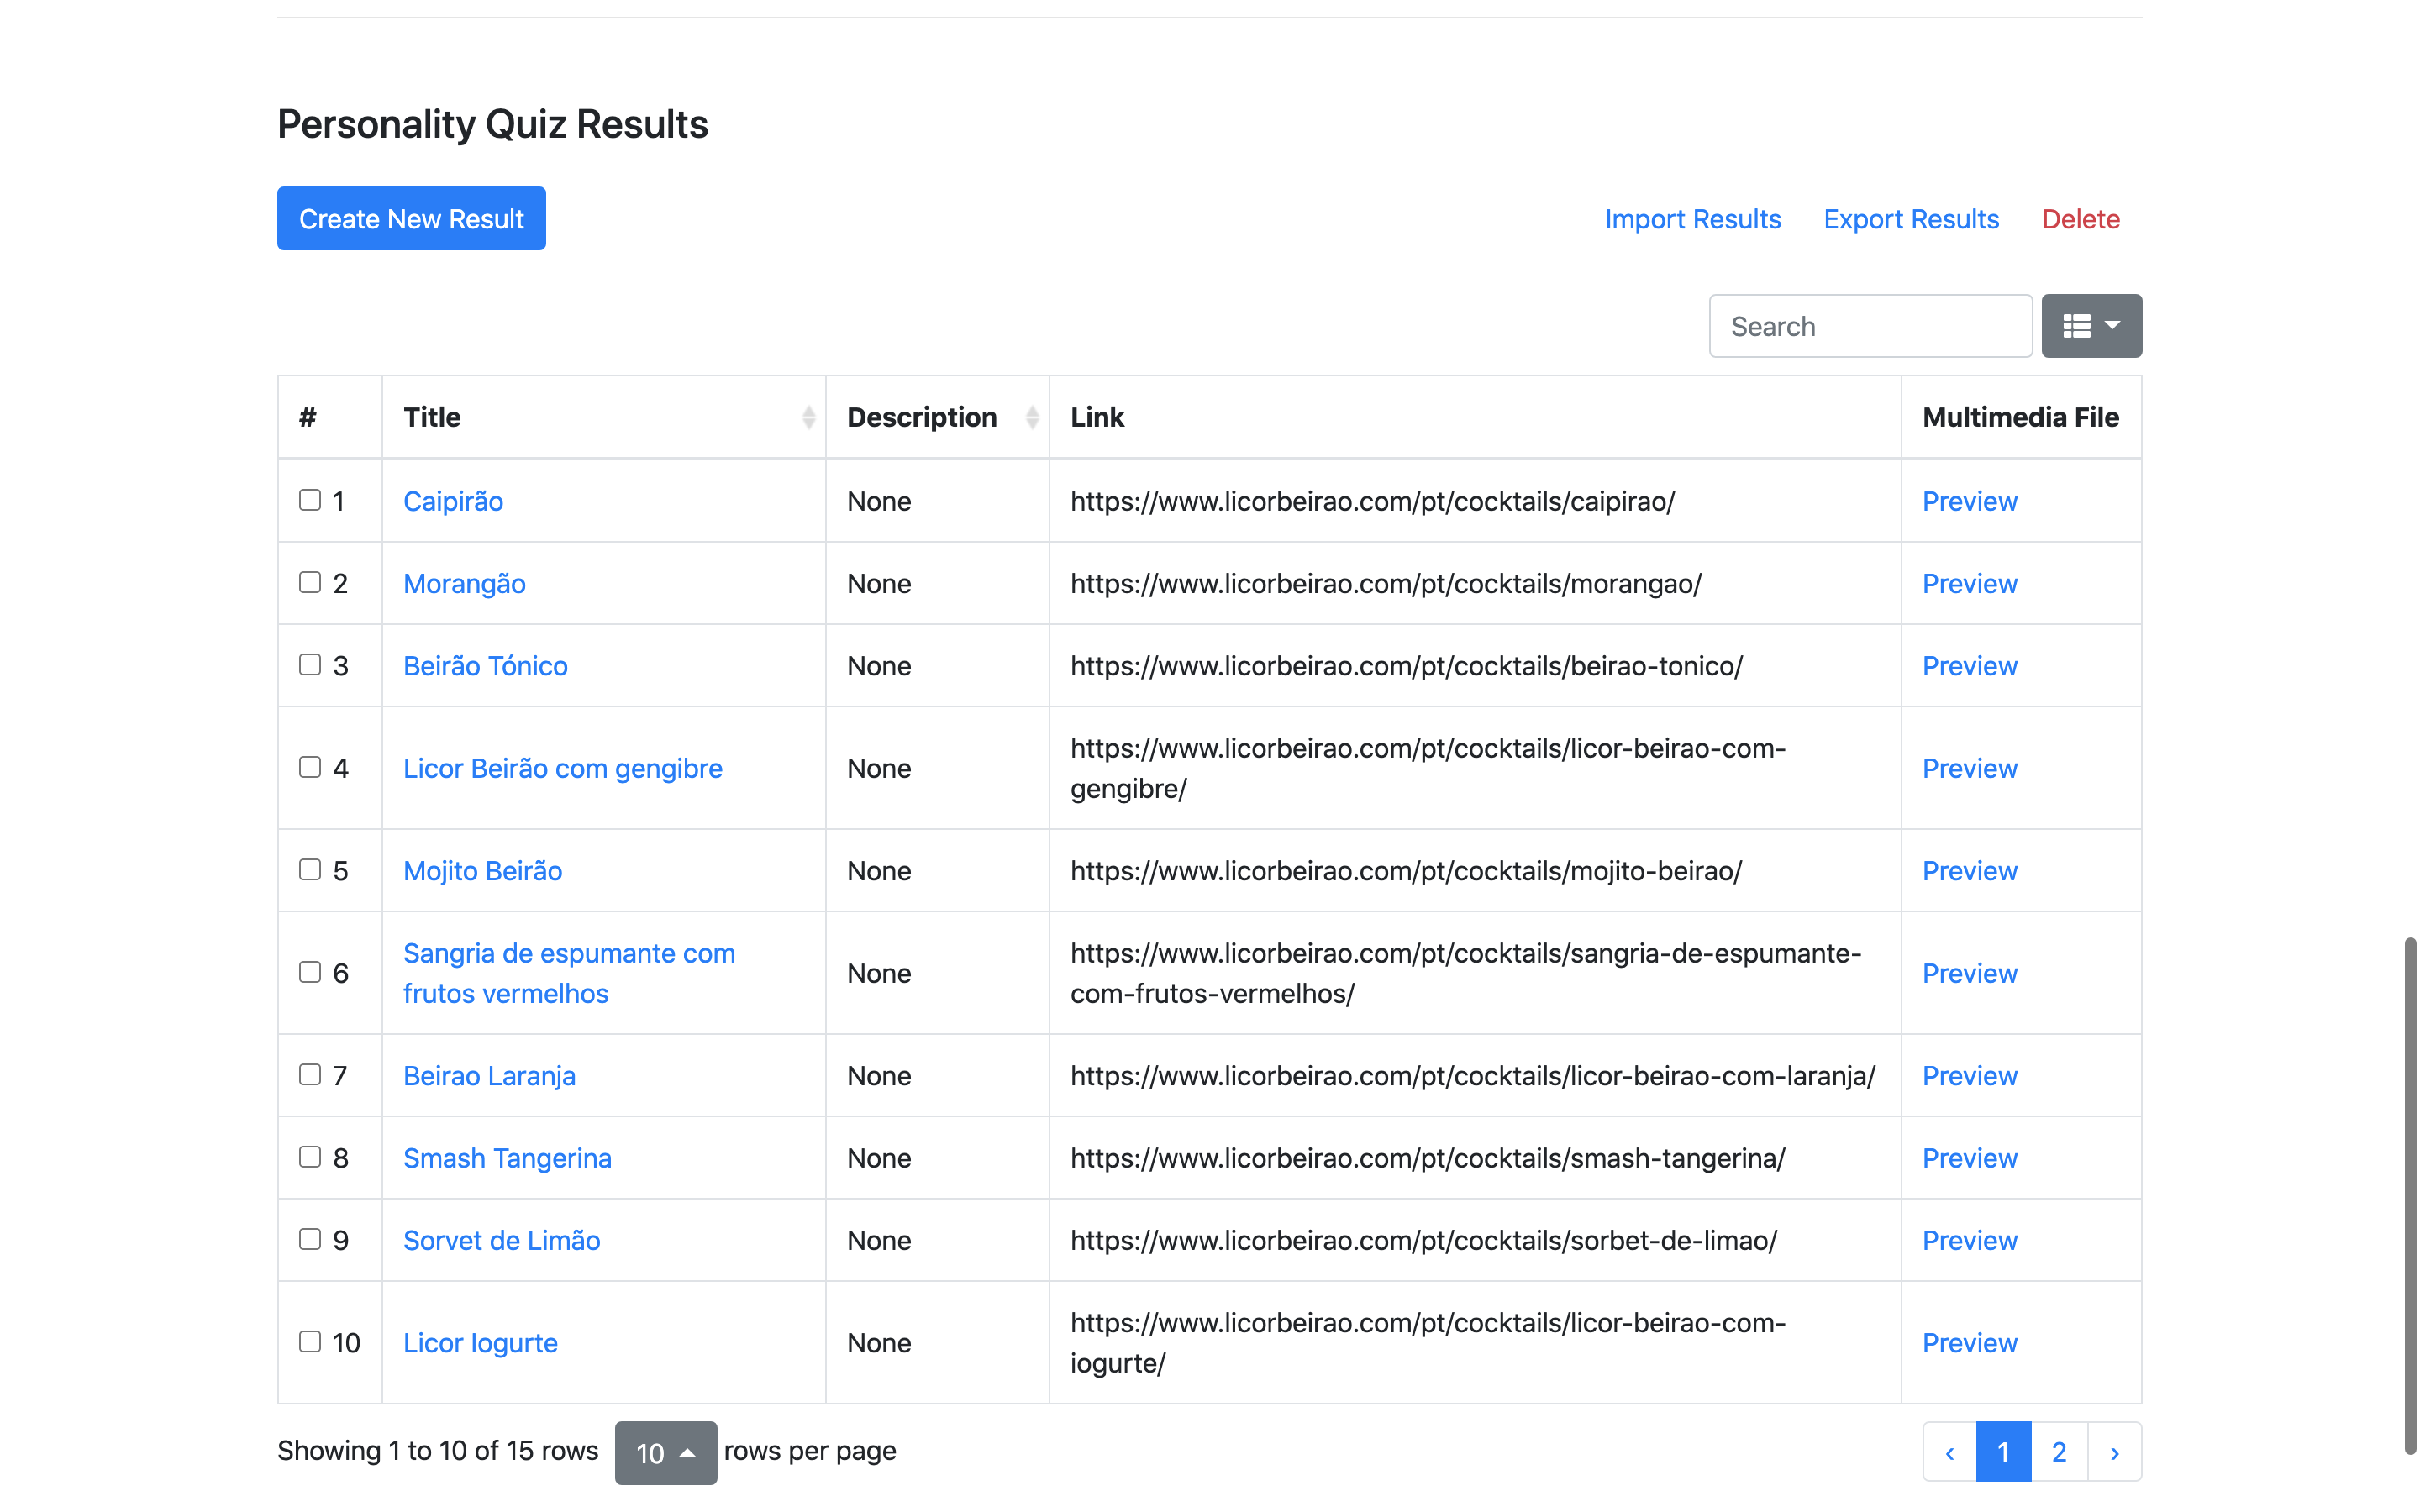 Personality Quiz Results
Create New Result
Import Results Export Results Delete
Search
# Title Description Link Multimedia File
1 Caipirão None https://www.licorbeirao.com/pt/cocktails/caipirao/ Preview
2 Morangão None https://www.licorbeirao.com/pt/cocktails/morangao/ Preview
3 Beirão Tónico None https://www.licorbeirao.com/pt/cocktails/beirao-tonico/ Preview
4 Licor Beirão com gengibre None https://www.licorbeirao.com/pt/cocktails/licor-beirao-com-
gengibre/ Preview
5 Mojito Beirão None https://www.licorbeirao.com/pt/cocktails/mojito-beirao/ Preview
6 Sangria de espumante com
frutos vermelhos None https://www.licorbeirao.com/pt/cocktails/sangria-de-espumante-
com-frutos-vermelhos/ Preview
7 Beirao Laranja None https://www.licorbeirao.com/pt/cocktails/licor-beirao-com-laranja/ Preview
8 Smash Tangerina None https://www.licorbeirao.com/pt/cocktails/smash-tangerina/ Preview
9 Sorvet de Limão None https://www.licorbeirao.com/pt/cocktails/sorbet-de-limao/ Preview
10 Licor Iogurte None https://www.licorbeirao.com/pt/cocktails/licor-beirao-com-
iogurte/ Preview
Showing 1 to 10 of 15 rows 10 rows per page ‹ 1 2 ›